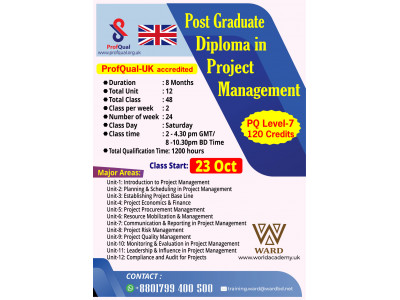 Post Graduate
Diploma in
Project
Management
ProfQual
www.profqual.org.uk
ProfQual-UK accredited
Duration : 8 Months
Total Unit : 12
Total Class : 48
Class per week : 2
Number of week : 24
Class Day : Saturday
Class time : 2 - 4.30 pm GMT/
8 -10.30pm BD Time
Total Qualification Time: 1200 hours
PQ Level-7
120 Credits
Class Start: 23 Oct
Major Areas:
Unit-1: Introduction to Project Management
Unit-2: Planning & Scheduling in Project Management
Unit-3: Establishing Project Base Line
Unit-4: Project Economics & Finance
Unit-5: Project Procurement Management
Unit-6: Resource Mobilization & Management
Unit-7: Communication & Reporting in Project Management
Unit-8: Project Risk Management
Unit-9: Project Quality Management
Unit-10: Monitoring & Evaluation in Project Management
Unit-11: Leadership & Influence in Project Management
Unit-12: Compliance and Audit for Projects
WARD
www.worldacademy.uk
CONTACT :
+8801799 400 500
training.ward@wardbd.net